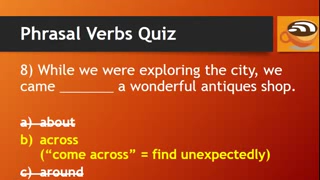 Phrasal Verbs Quiz
8) While we were exploring the city, we
came _______ a wonderful antiques shop.
a) about
b) across
(“come across” = find unexpectedly)
c) around